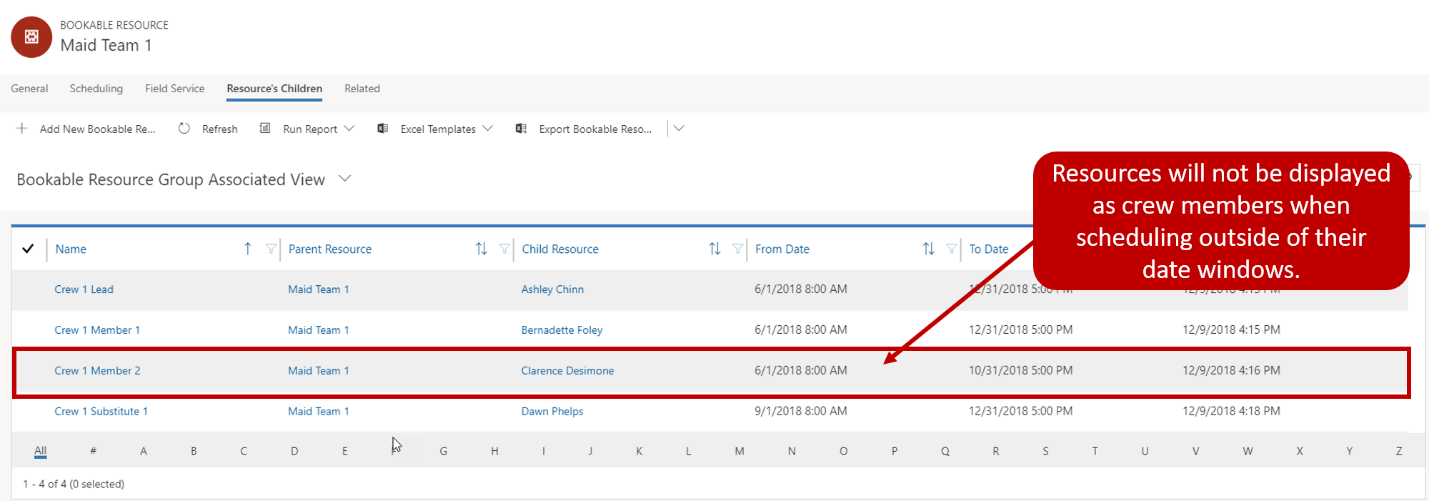 BOOKABLE RESOURCE
Maid Team 1
General Scheduling Field Service Resource's Children Related
Add New Bookable Re... Refresh Run Report Excel Templates Export Bookable Reso...
Bookable Resource Group Associated View
Resources will not be displayed
as crew members when
scheduling outside of their
date windows.
Name Parent Resource Child Resource From Date To Date
Crew 1 Lead Maid Team 1 Ashley Chinn 6/1/2018 8:00 AM 12/31/2018 5:00 PM
Crew 1 Member 1 Maid Team 1 Bernadette Foley 6/1/2018 8:00 AM 12/31/2018 5:00 PM 12/9/2018 4:15 PM
Crew 1 Member 2 Maid Team 1 Clarence Desimone 6/1/2018 8:00 AM 10/31/2018 5:00 PM 12/9/2018 4:16 PM
Crew 1 Substitute 1 Maid Team 1 Dawn Phelps 9/1/2018 8:00 AM 12/31/2018 5:00 PM 12/9/2018 4:18 PM
All # A B C D E F G H I J K L M N O P Q R S T U V W X Y Z
1 - 4 of 4 (0 selected)